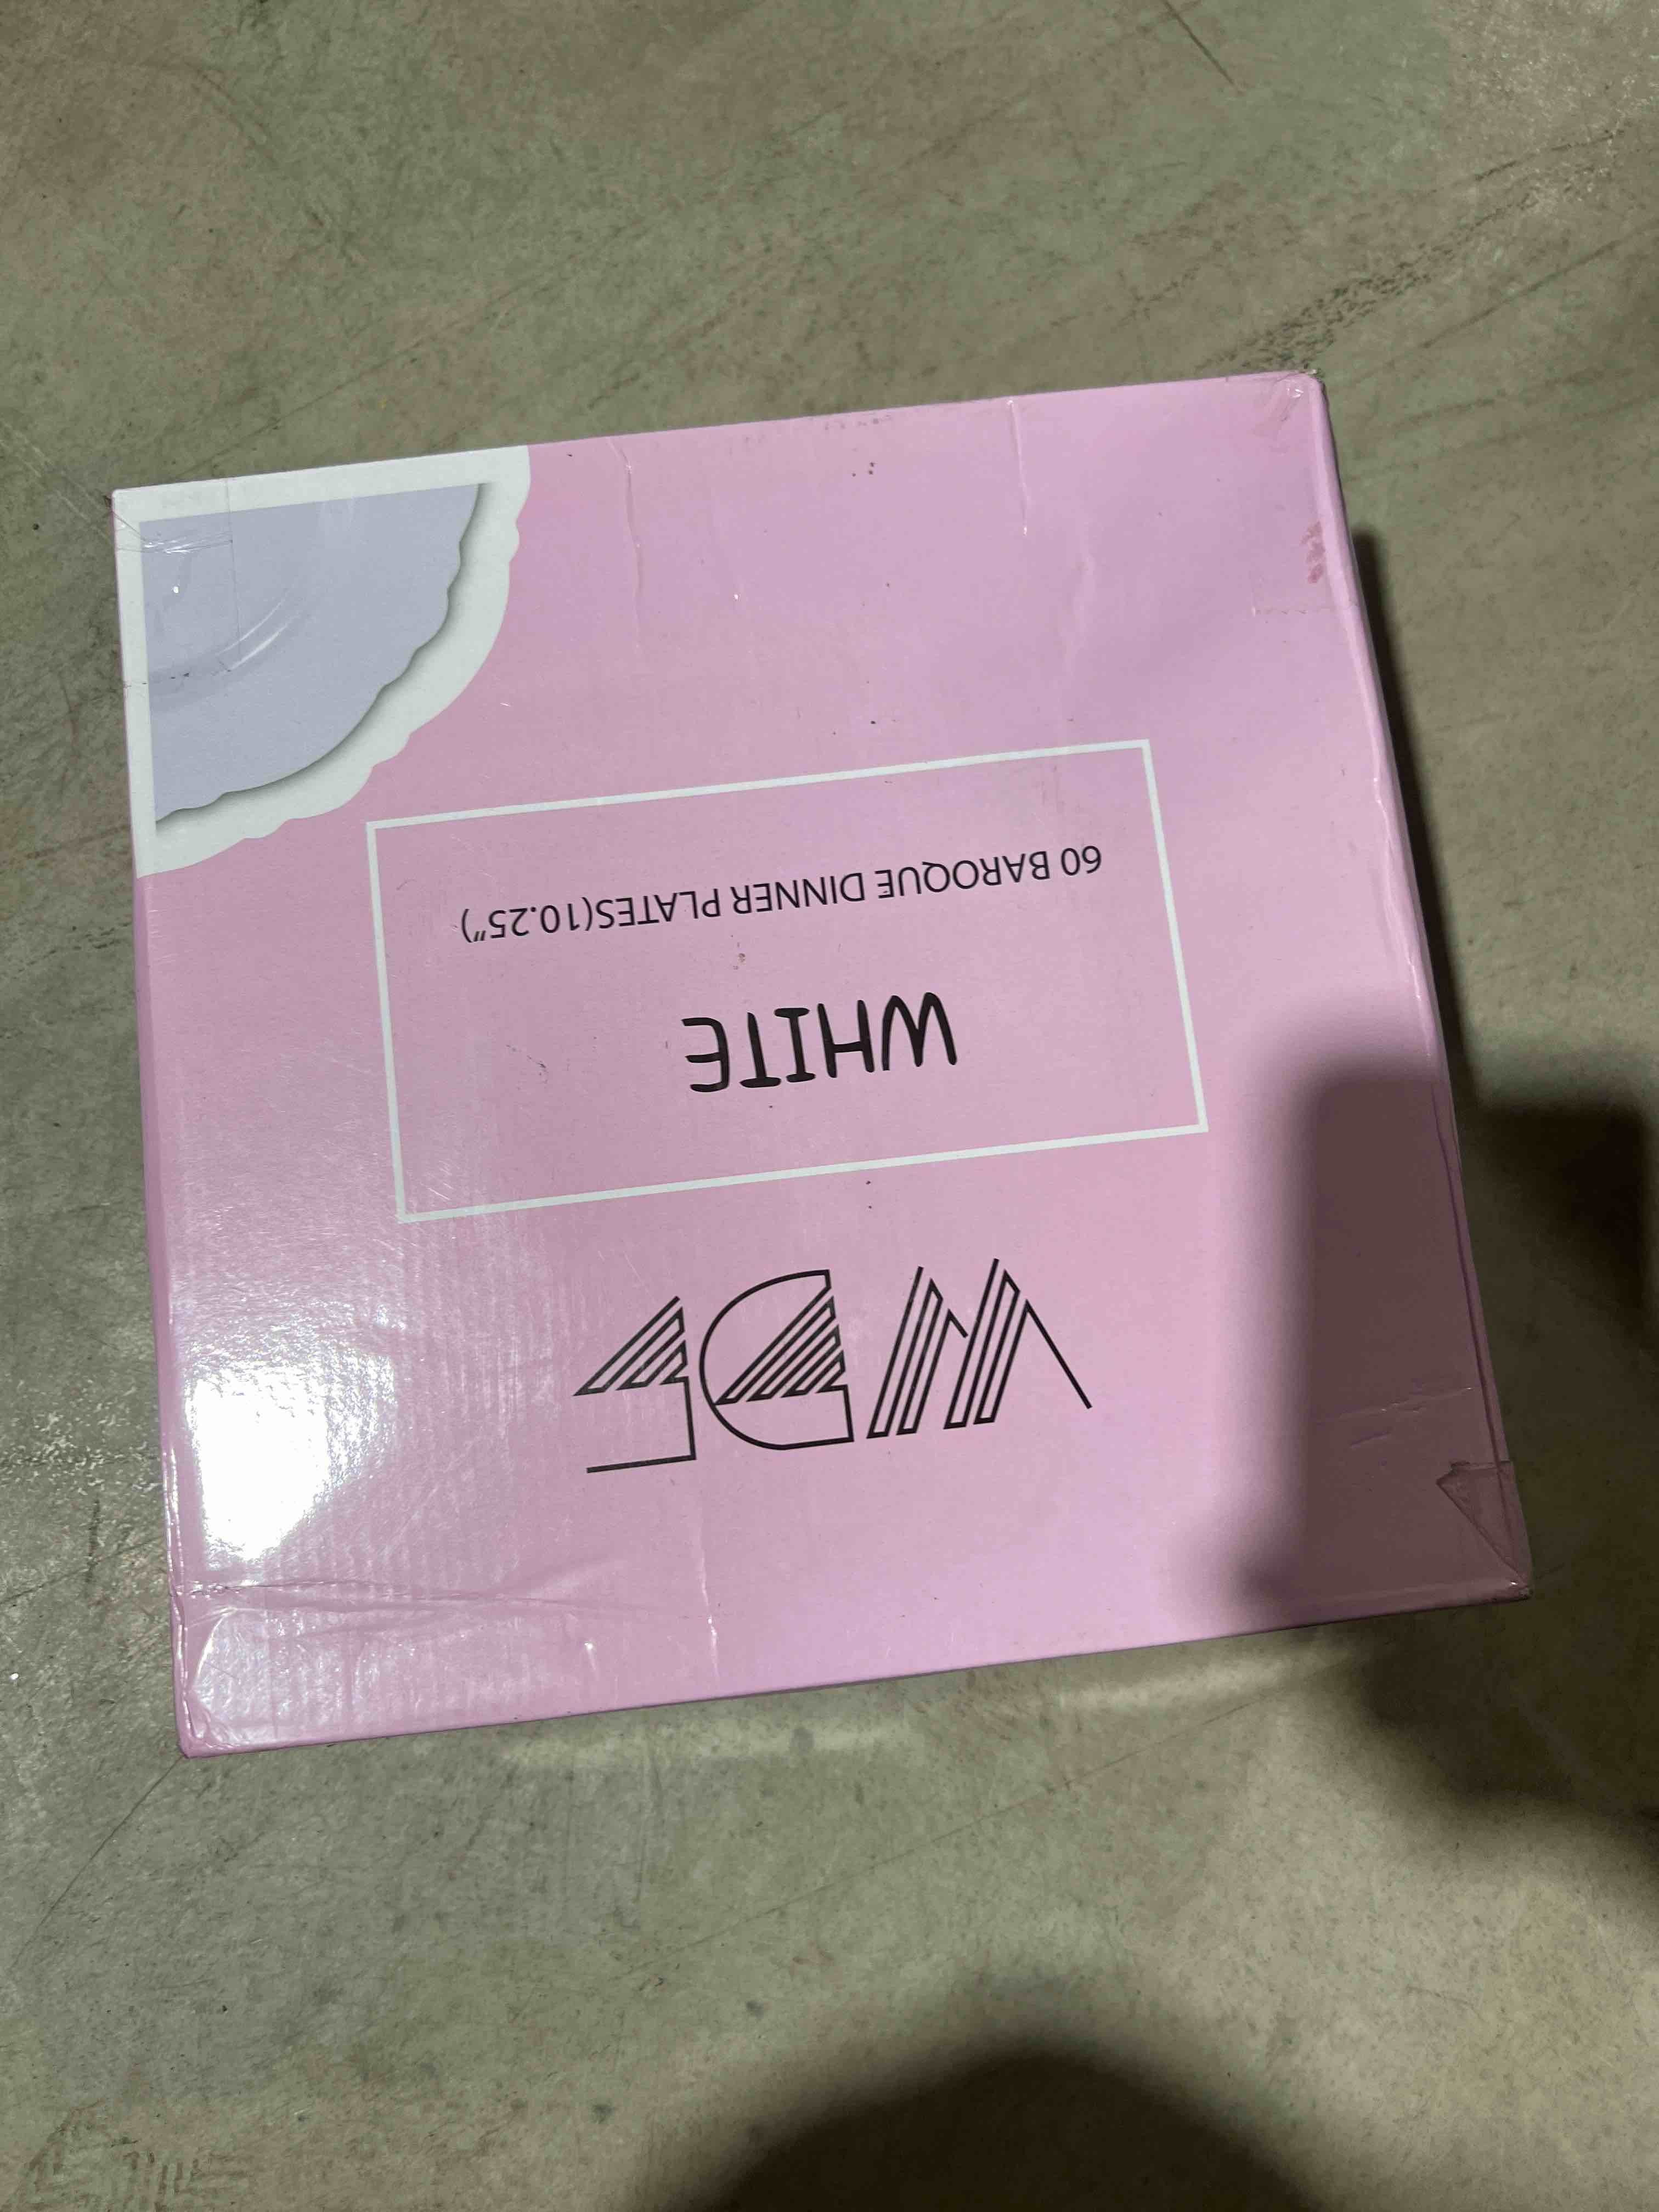 WDF
WHITE
60 BAROQUE DINNER PLATES(10.25")